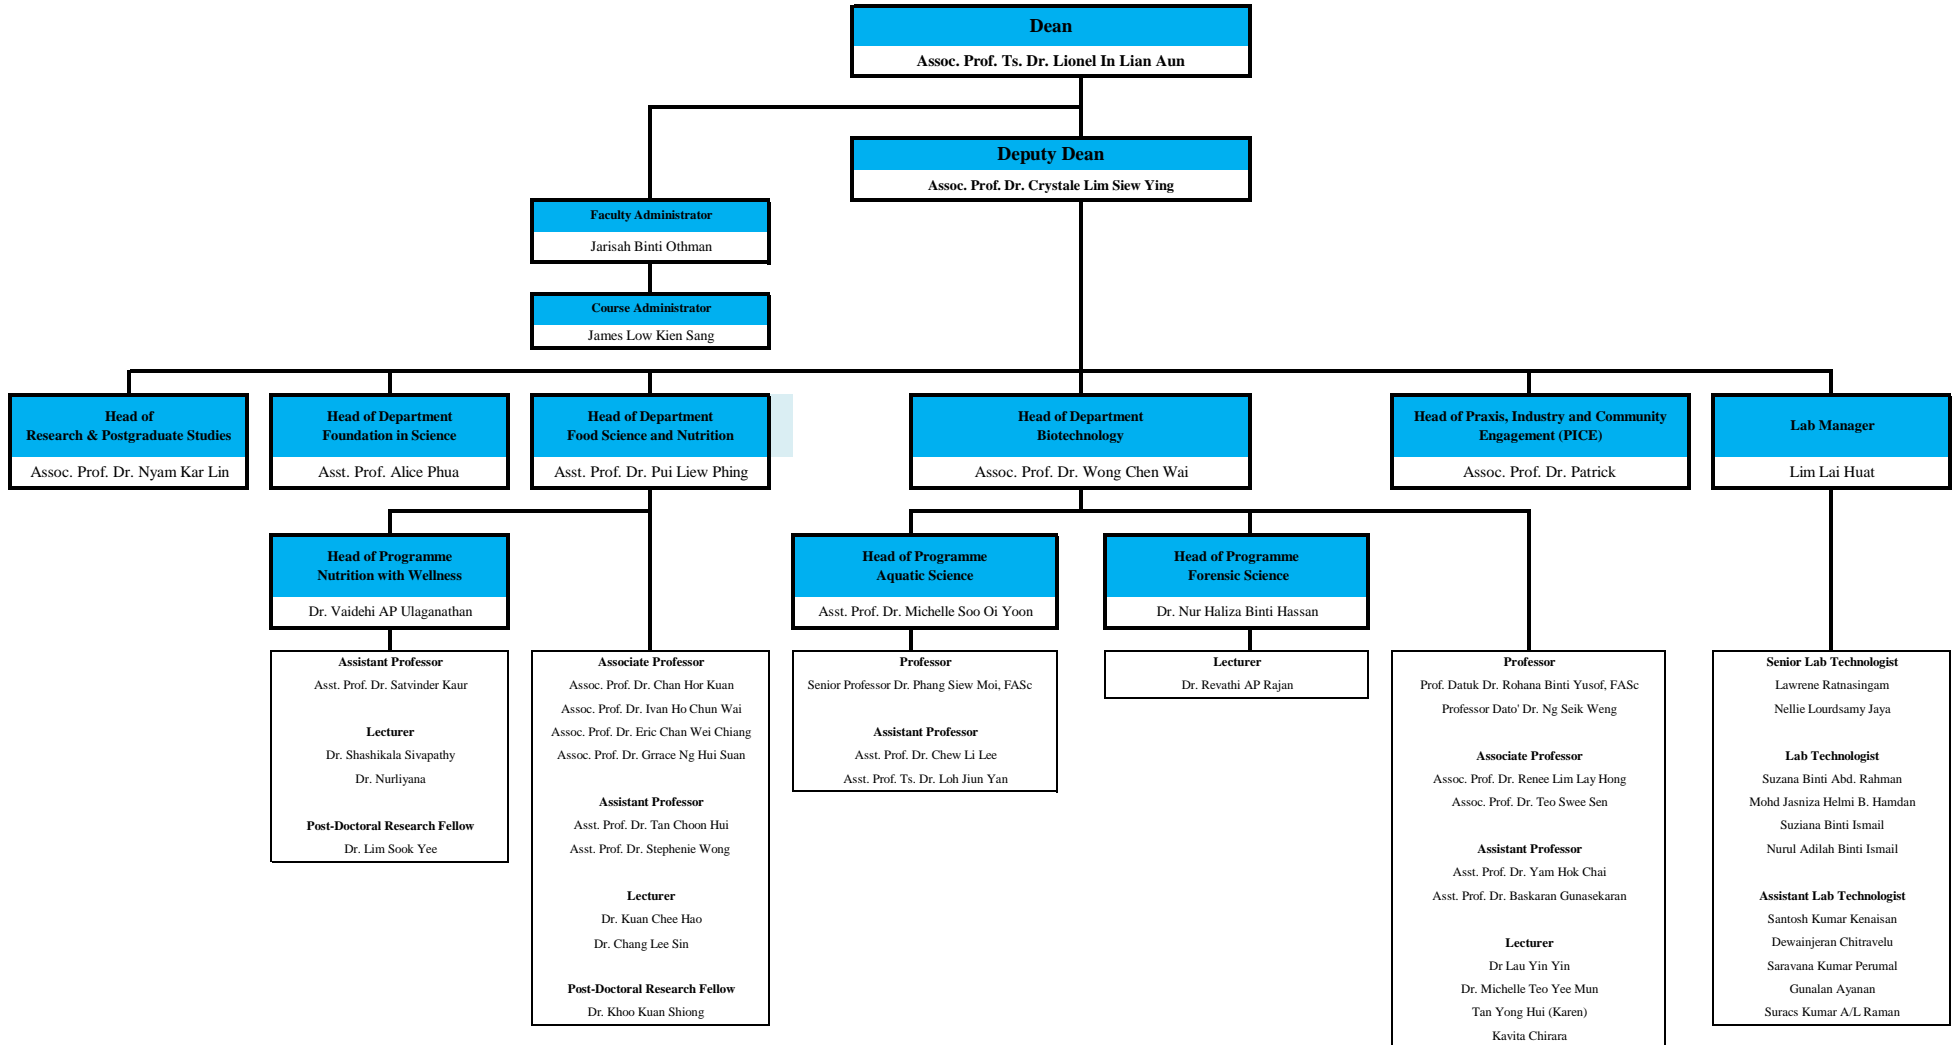 Dean
Assoc. Prof. Ts. Dr. Lionel In Lian Aun
Deputy Dean
Assoc. Prof. Dr. Crystale Lim Siew Ying
Faculty Administrator
Jarisah Binti Othman
Course Administrator
James Low Kien Sang
Head of
Research & Postgraduate Studies
Assoc. Prof. Dr. Nyam Kar Lin
Head of Department
Foundation in Science
Asst. Prof. Alice Phua
Head of Department
Food Science and Nutrition
Asst. Prof. Dr. Pui Liew Phing
Head of Department
Biotechnology
Assoc. Prof. Dr. Wong Chen Wai
Head of Praxis, Industry and Community
Engagement (PICE)
Assoc. Prof. Dr. Patrick
Lab Manager
Lim Lai Huat
Head of Programme
Nutrition with Wellness
Dr. Vaidehi AP Ulaganathan
Head of Programme
Aquatic Science
Asst. Prof. Dr. Michelle Soo Oi Yoon
Head of Programme
Forensic Science
Dr. Nur Haliza Binti Hassan
Assistant Professor
Asst. Prof. Dr. Satvinder Kaur
Lecturer
Dr. Shashikala Sivapathy
Dr. Nurliyana
Post-Doctoral Research Fellow
Dr. Lim Sook Yee
Associate Professor
Assoc. Prof. Dr. Chan Hor Kuan
Assoc. Prof. Dr. Ivan Ho Chun Wai
Assoc. Prof. Dr. Eric Chan Wei Chiang
Assoc. Prof. Dr. Grrace Ng Hui Suan
Assistant Professor
Asst. Prof. Dr. Tan Choon Hui
Asst. Prof. Dr. Stephenie Wong
Lecturer
Dr. Kuan Chee Hao
Dr. Chang Lee Sin
Post-Doctoral Research Fellow
Dr. Khoo Kuan Shiong
Professor
Senior Professor Dr. Phang Siew Moi, FASc
Assistant Professor
Asst. Prof. Dr. Chew Li Lee
Asst. Prof. Ts. Dr. Loh Jiun Yan
Lecturer
Dr. Revathi AP Rajan
Professor
Prof. Datuk Dr. Rohana Binti Yusof, FASc
Professor Dato' Dr. Ng Seik Weng
Associate Professor
Assoc. Prof. Dr. Renee Lim Lay Hong
Assoc. Prof. Dr. Teo Swee Sen
Assistant Professor
Asst. Prof. Dr. Yam Hok Chai
Asst. Prof. Dr. Baskaran Gunasekaran
Lecturer
Dr Lau Yin Yin
Dr. Michelle Teo Yee Mun
Tan Yong Hui (Karen)
Kavita Chirara
Senior Lab Technologist
Lawrene Ratnasingam
Nellie Lourdsamy Jaya
Lab Technologist
Suzana Binti Abd. Rahman
Mohd Jasniza Helmi B. Hamdan
Suziana Binti Ismail
Nurul Adilah Binti Ismail
Assistant Lab Technologist
Santosh Kumar Kenaisan
Dewainjeran Chitravelu
Saravana Kumar Perumal
Gunalan Ayanan
Suracs Kumar A/L Raman